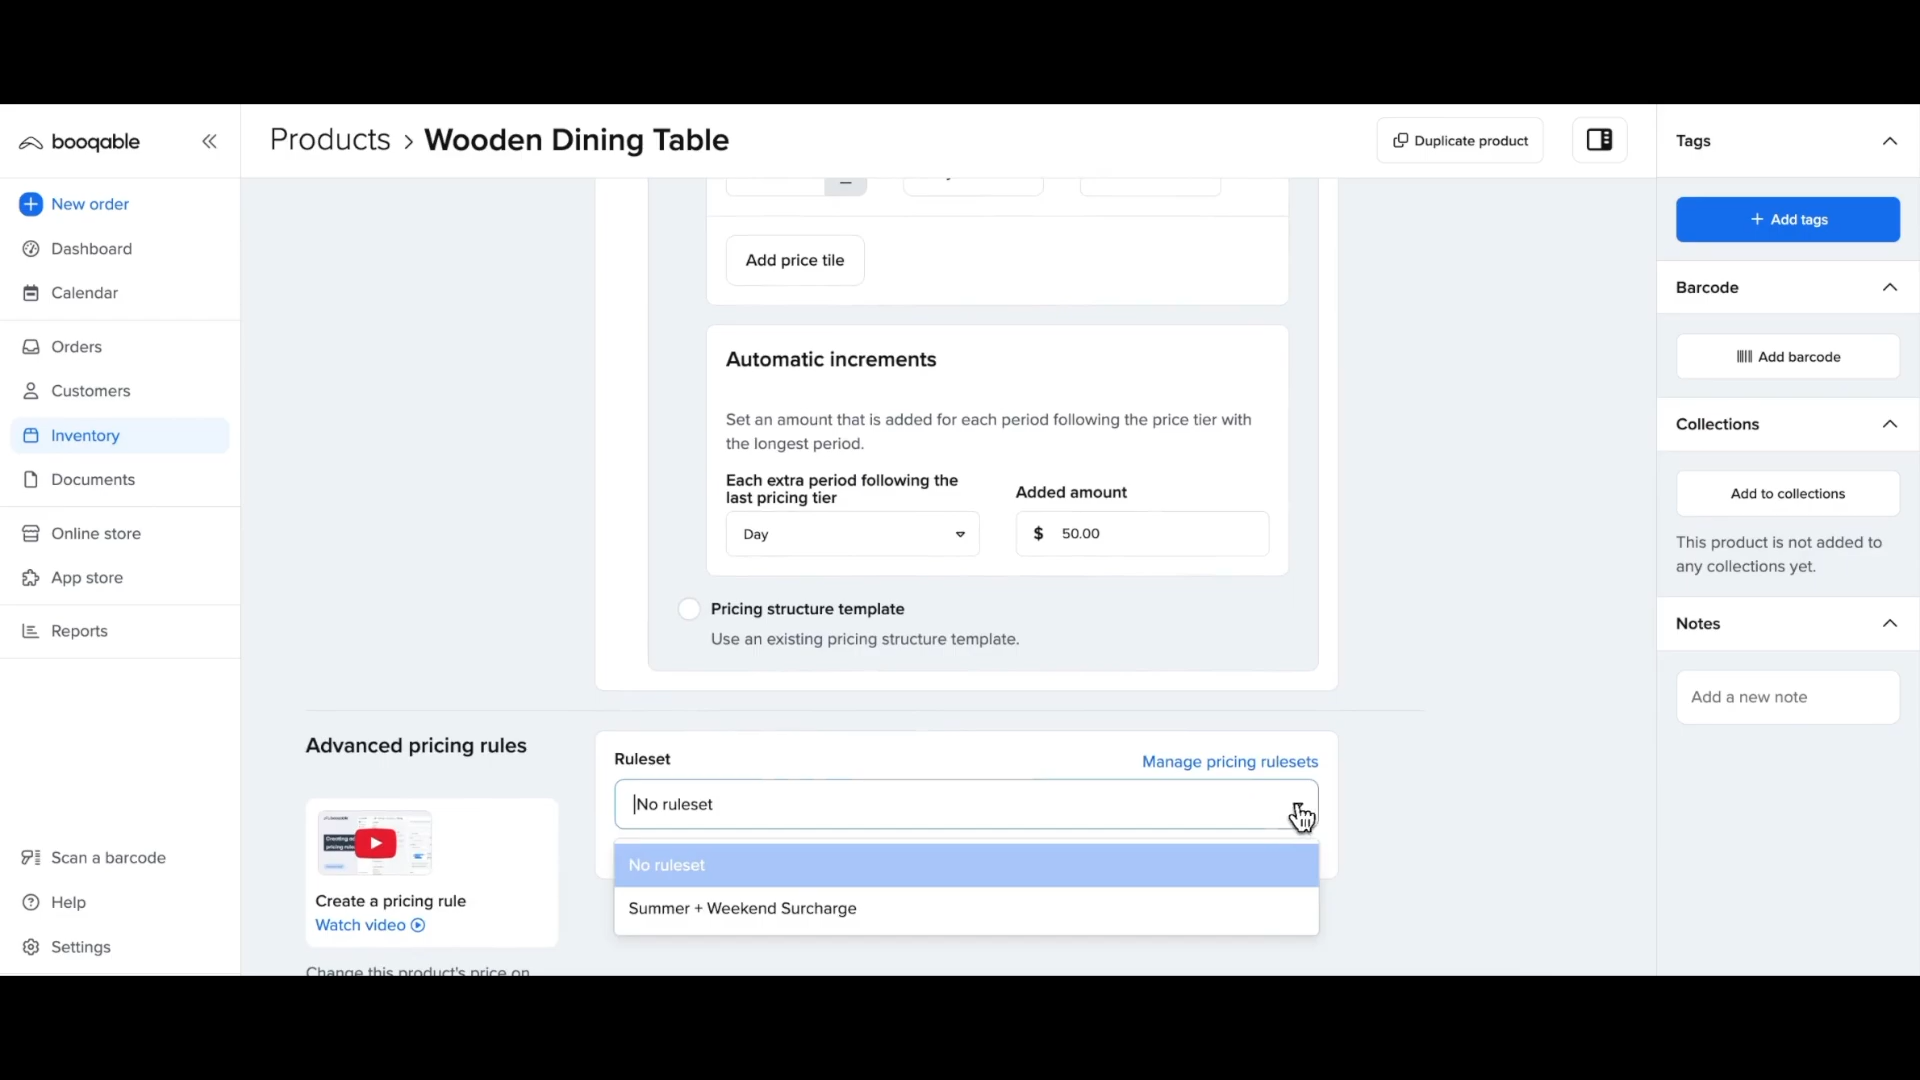 booqable
Products > Wooden Dining Table
Duplicate product
New order
Dashboard
Calendar
Orders
Customers
Inventory
Documents
Online store
App store
Reports
Scan a barcode
Help
Settings
Add price tile
Automatic increments
Set an amount that is added for each period following the price tier with
the longest period.
Each extra period following the
last pricing tier
Day
Added amount
$ 50.00
Pricing structure template
Use an existing pricing structure template.
Advanced pricing rules
Create a pricing rule
Watch video
Change this product's price on
Ruleset
Manage pricing rulesets
No ruleset
No ruleset
Summer + Weekend Surcharge
Tags
+ Add tags
Barcode
Add barcode
Collections
Add to collections
This product is not added to
any collections yet.
Notes
Add a new note